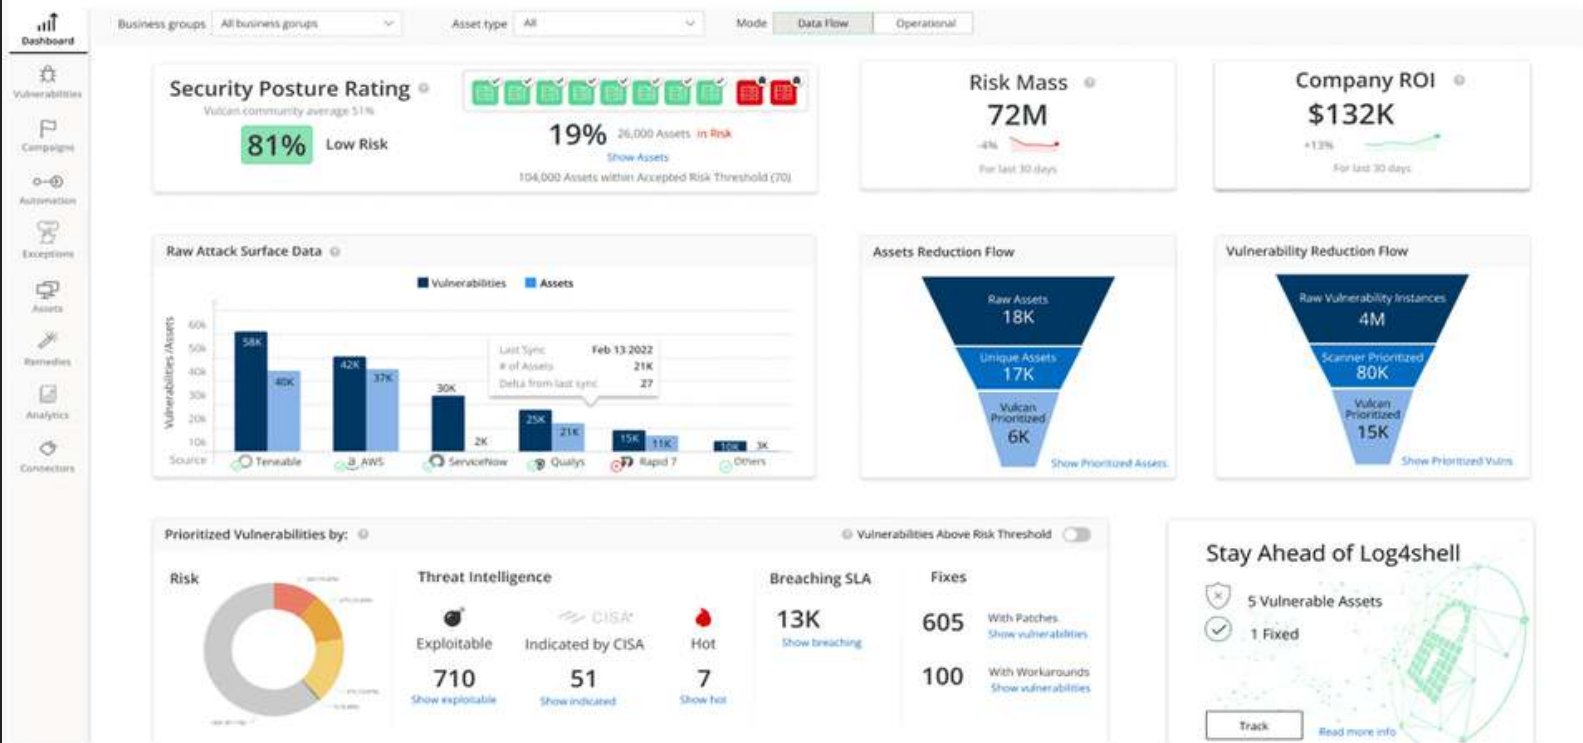 Dashboard
Vulnerabilities
Campaigns
Automation
Exceptions
Assets
Remedies
Analytics
Connectors
Business groups All business gorups
Asset type All
Mode Data Flow Operational
Security Posture Rating
Vulcan community average 51%
81% Low Risk
19% 26,000 Assets in Risk
Show Assets
104,000 Assets within Accepted Risk Threshold (70)
Risk Mass
72M
-4%
For last 30 days
Company ROI
$132K
+13%
For last 30 days
Raw Attack Surface Data
Vulnerabilities Assets
Vulnerabilities /Assets
60k
50k
40k
30k
20k
10k
58K 40K
42K 37K
30K 2K
25K 21K
15K 11K
10K 3K
Last Sync Feb 13 2022
# of Assets 21K
Delta from last sync 27
Source Teneable AWS ServiceNow Qualys Rapid 7 Others
Assets Reduction Flow
Raw Assets
18K
Unique Assets
17K
Vulcan
Prioritized
6K
Show Prioritized Assets
Vulnerability Reduction Flow
Raw Vulnerability Instances
4M
Scanner Prioritized
80K
Vulcan
Prioritized
15K
Show Prioritized Vulns
Prioritized Vulnerabilities by:
Vulnerabilities Above Risk Threshold
Risk
Threat Intelligence
Exploitable
710
Show exploitable
CISA
Indicated by CISA
51
Show indicated
Hot
7
Show hot
Breaching SLA
13K
Show breaching
Fixes
605 With Patches
Show vulnerabilities
100 With Workarounds
Show vulnerabilities
Stay Ahead of Log4shell
5 Vulnerable Assets
1 Fixed
Track Read more info